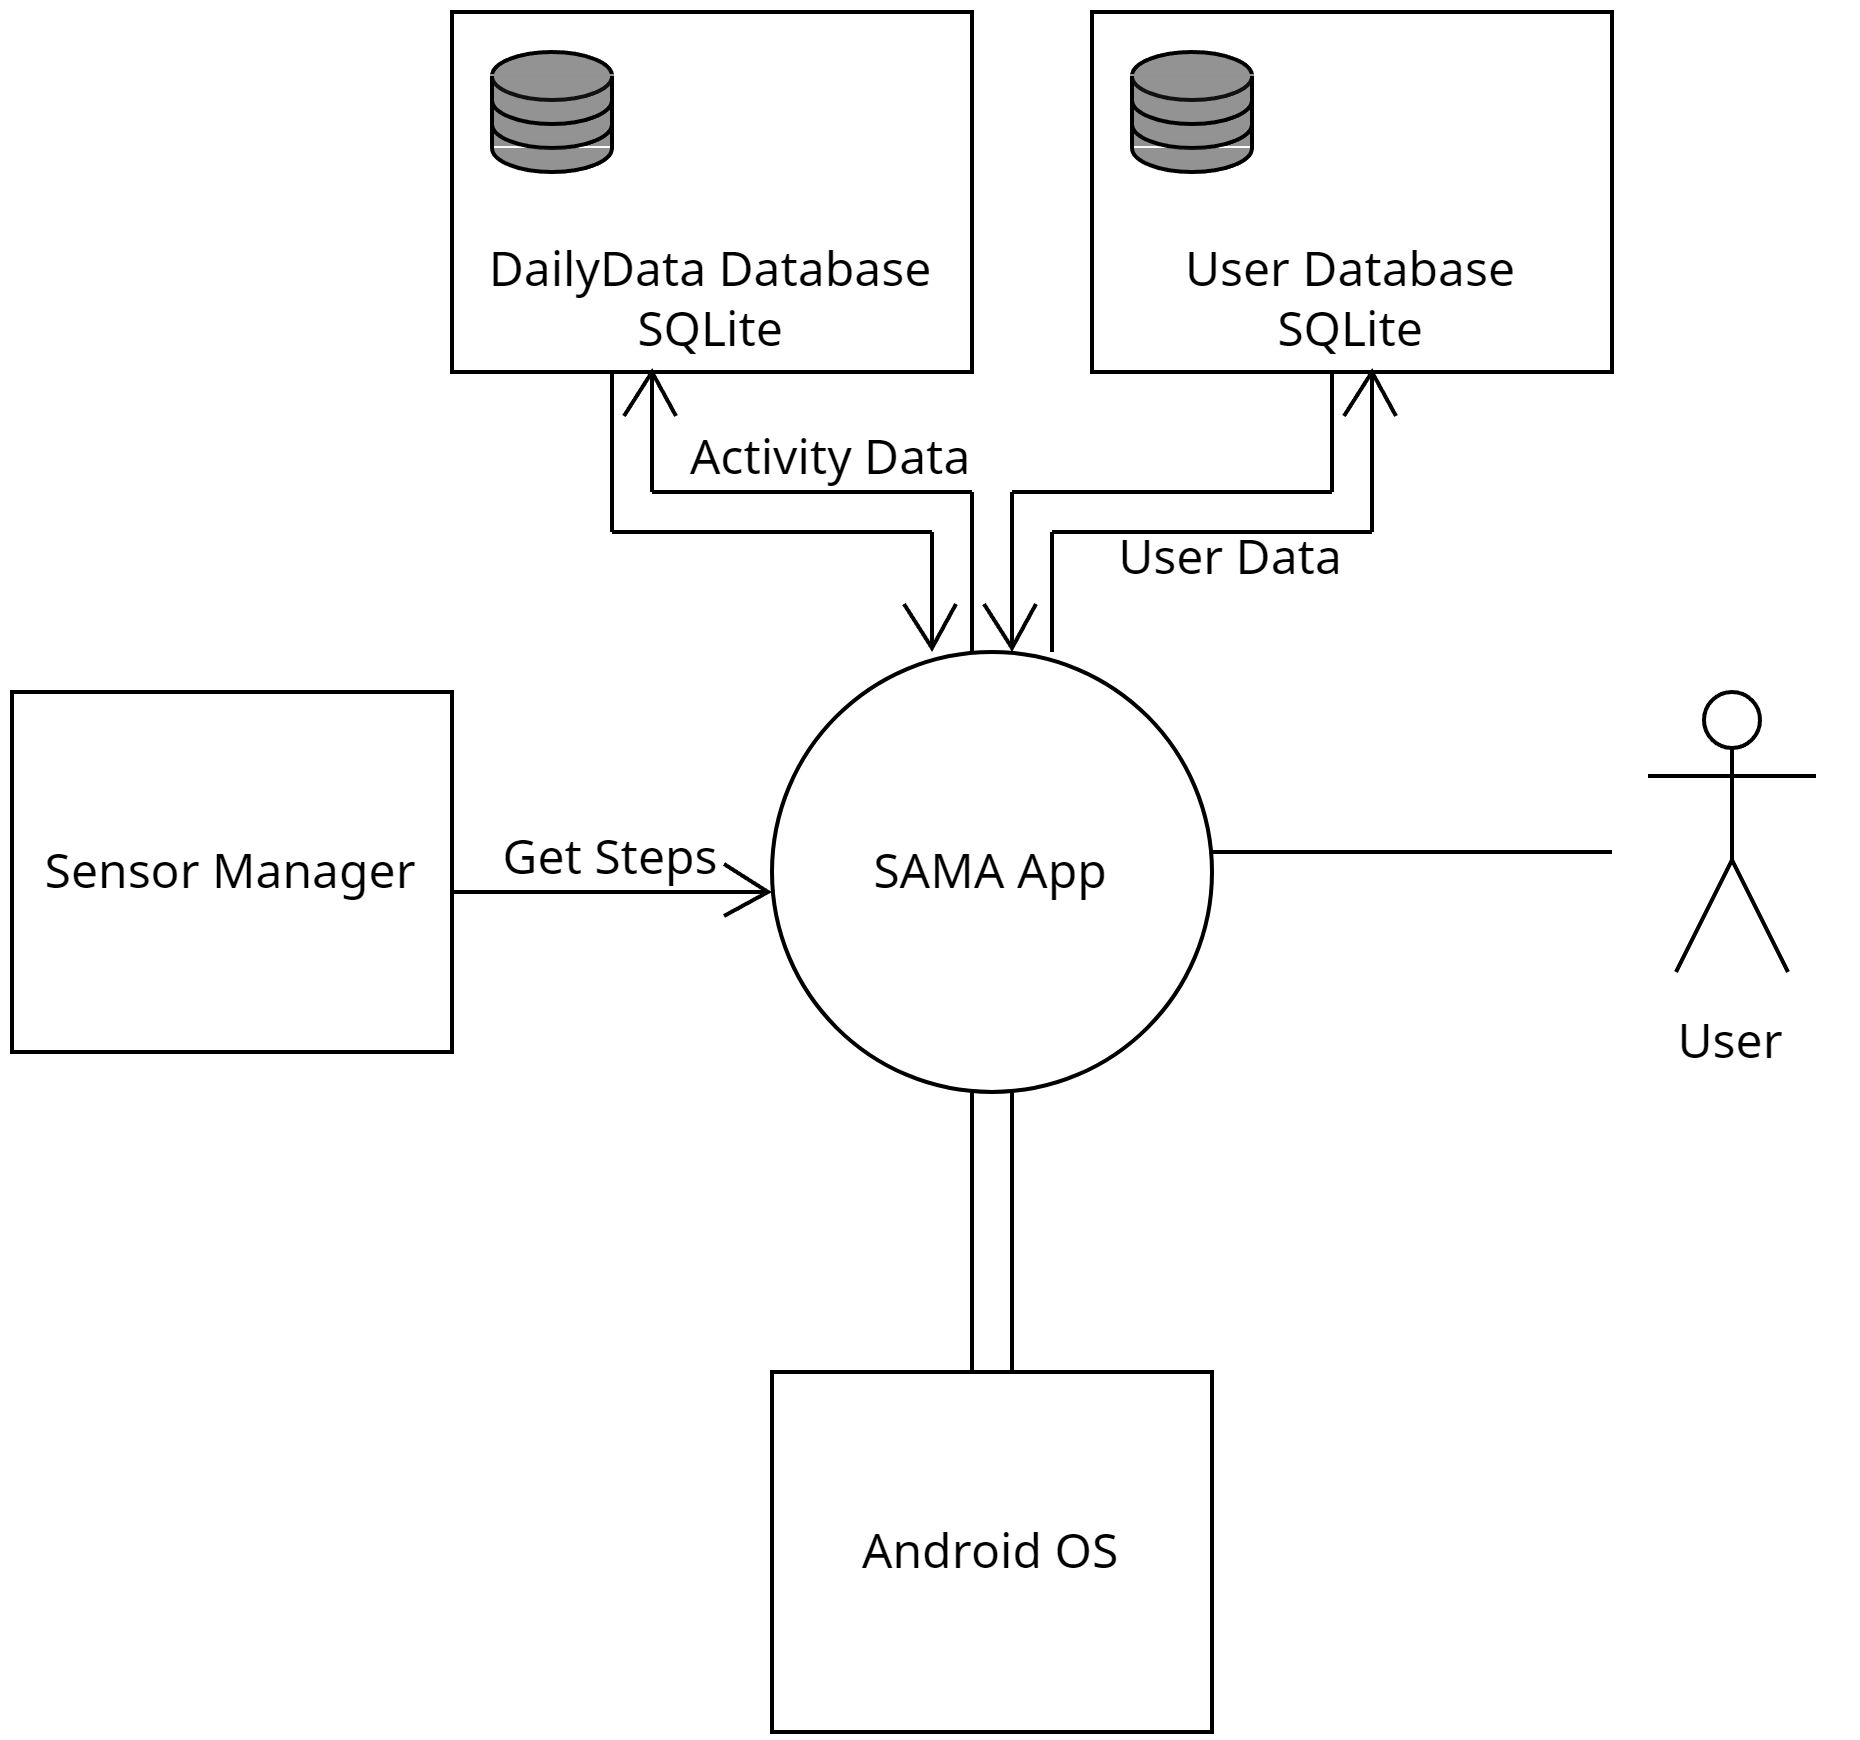 DailyData Database
SQLite
User Database
SQLite
Activity Data
User Data
Sensor Manager
Get Steps
SAMA App
User
Android OS